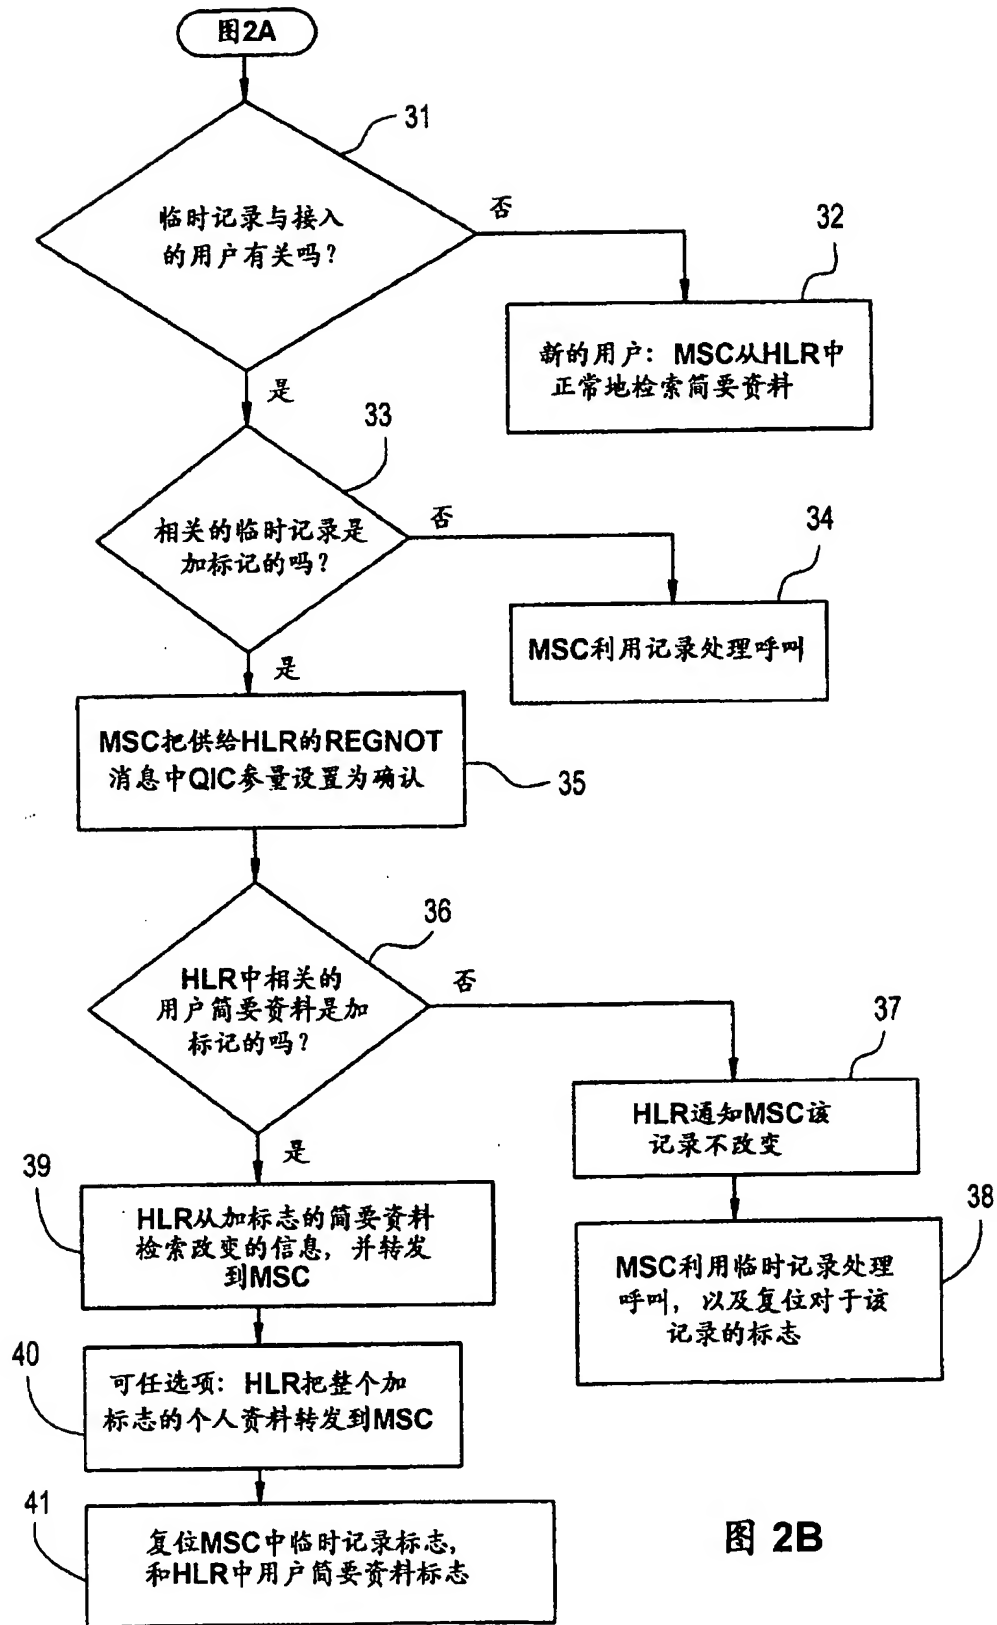 图2A
31
临时记录与接入
的用户有关吗？
否
32
新的用户：MSC从HLR中
正常地检索简要资料
是
33
相关的临时记录是
加标记的吗？
否
34
MSC利用记录处理呼叫
是
MSC把供给HLR的REGNOT
消息中QIC参量设置为确认
35
36
HLR中相关的
用户简要资料是加
标记的吗？
否
37
HLR通知MSC该
记录不改变
是
39
HLR从加标志的简要资料
检索改变的信息，并转发
到MSC
38
MSC利用临时记录处理
呼叫，以及复位对于该
记录的标志
40
可任选项：HLR把整个加
标志的个人资料转发到MSC
41
复位MSC中临时记录标志，
和HLR中用户简要资料标志
图 2B